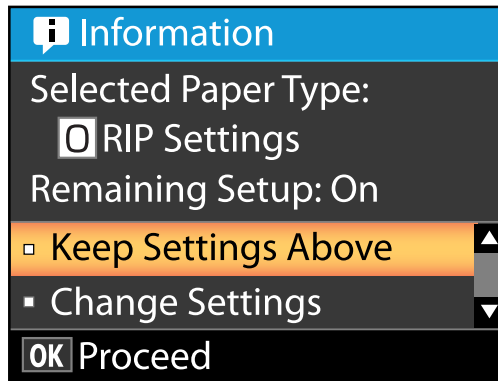 Information
Selected Paper Type:
0 RIP Settings
Remaining Setup: On
Keep Settings Above
Change Settings
OK Proceed